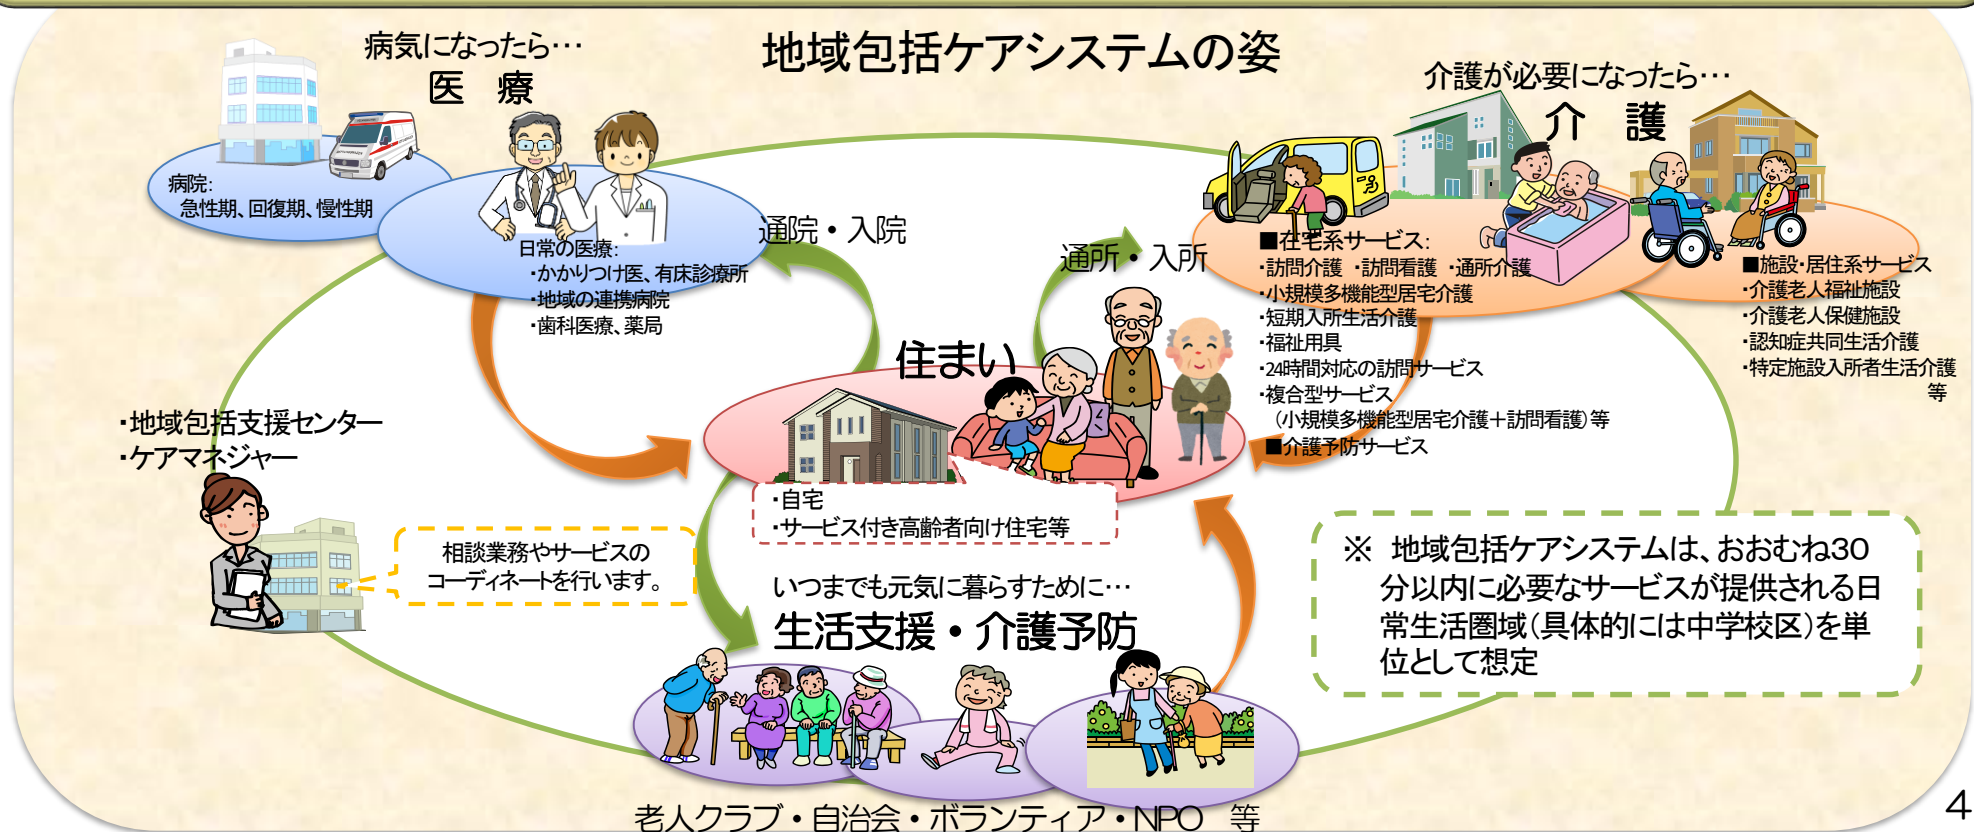 地域包括ケアシステムの姿
病気になったら…
医 療
病院:
急性期、回復期、慢性期
日常の医療:
・かかりつけ医、有床診療所
・地域の連携病院
・歯科医療、薬局
通院・入院
通所・入所
介護が必要になったら…
介 護
■在宅系サービス:
・訪問介護 ・訪問看護 ・通所介護
・小規模多機能型居宅介護
・短期入所生活介護
・福祉用具
・24時間対応の訪問サービス
・複合型サービス
(小規模多機能型居宅介護+訪問看護)等
■介護予防サービス
■施設・居住系サービス
・介護老人福祉施設
・介護老人保健施設
・認知症共同生活介護
・特定施設入所者生活介護
等
住まい
・自宅
・サービス付き高齢者向け住宅等
・地域包括支援センター
・ケアマネジャー
相談業務やサービスの
コーディネートを行います。
いつまでも元気に暮らすために…
生活支援・介護予防
老人クラブ・自治会・ボランティア・NPO 等
※ 地域包括ケアシステムは、おおむね30
分以内に必要なサービスが提供される日
常生活圏域(具体的には中学校区)を単
位として想定
4